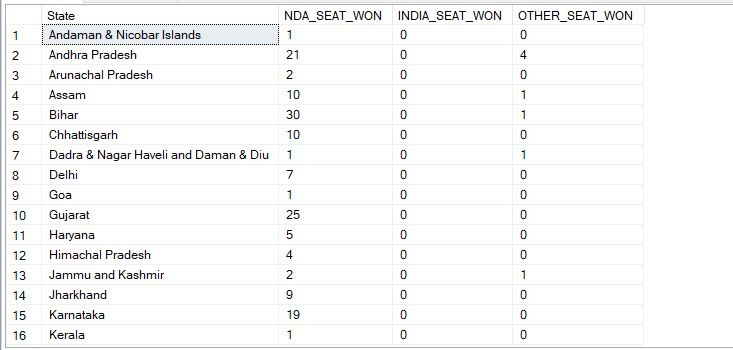 State NDA_SEAT_WON INDIA_SEAT_WON OTHER_SEAT_WON
1 Andaman & Nicobar Islands 1 0 0
2 Andhra Pradesh 21 0 4
3 Arunachal Pradesh 2 0 0
4 Assam 10 0 1
5 Bihar 30 0 1
6 Chhattisgarh 10 0 0
7 Dadra & Nagar Haveli and Daman & Diu 1 0 1
8 Delhi 7 0 0
9 Goa 1 0 0
10 Gujarat 25 0 0
11 Haryana 5 0 0
12 Himachal Pradesh 4 0 0
13 Jammu and Kashmir 2 0 1
14 Jharkhand 9 0 0
15 Karnataka 19 0 0
16 Kerala 1 0 0